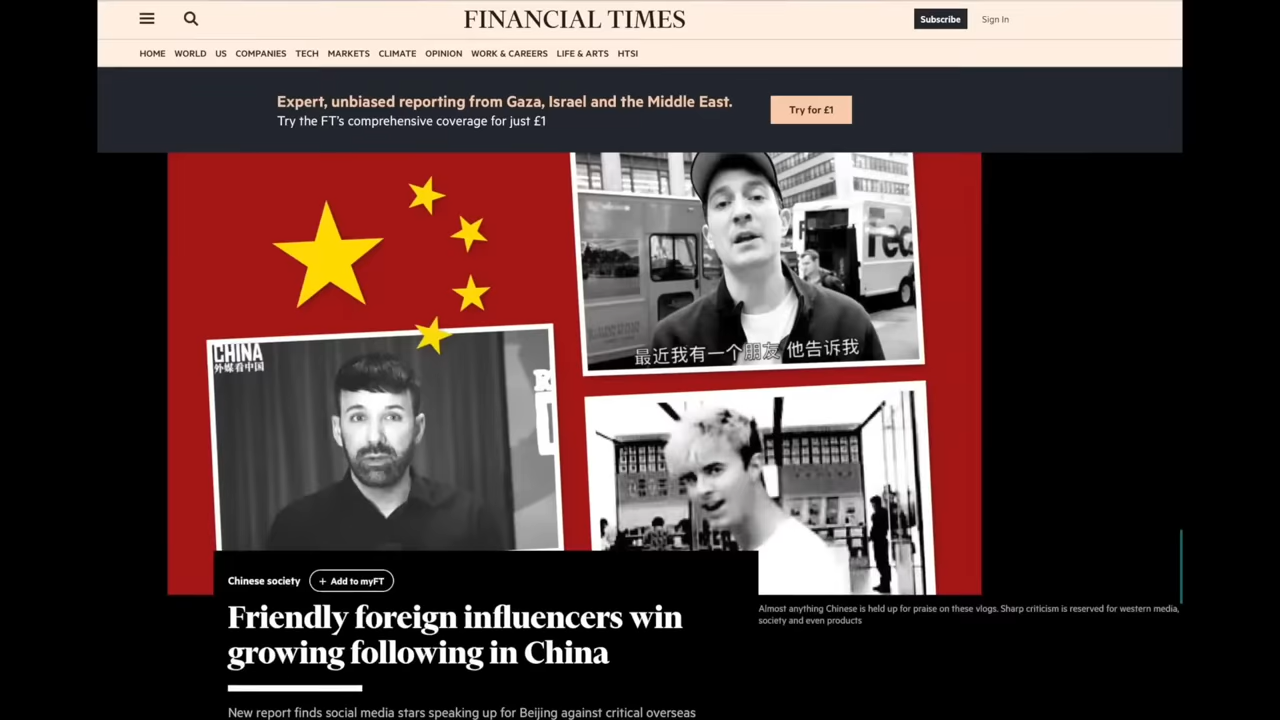 FINANCIAL TIMES
Subscribe
Sign In
HOME WORLD US COMPANIES TECH MARKETS CLIMATE OPINION WORK & CAREERS LIFE & ARTS HTSI
Expert, unbiased reporting from Gaza, Israel and the Middle East.
Try the FT's comprehensive coverage for just £1
Try for £1
Fed
最近我有一个朋友 他告诉我
CHINA
外媒看中国
Chinese society
+ Add to myFT
Friendly foreign influencers win
growing following in China
Almost anything Chinese is held up for praise on these vlogs. Sharp criticism is reserved for western media,
society and even products
New report finds social media stars speaking up for Beijing against critical overseas